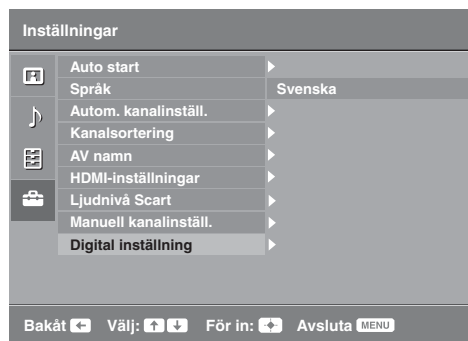 Inställningar
Auto start
Språk Svenska
Autom. kanalinställ.
Kanalsortering
AV namn
HDMI-inställningar
Ljudnivå Scart
Manuell kanalinställ.
Digital inställning
Bakåt Välj: För in: Avsluta MENU